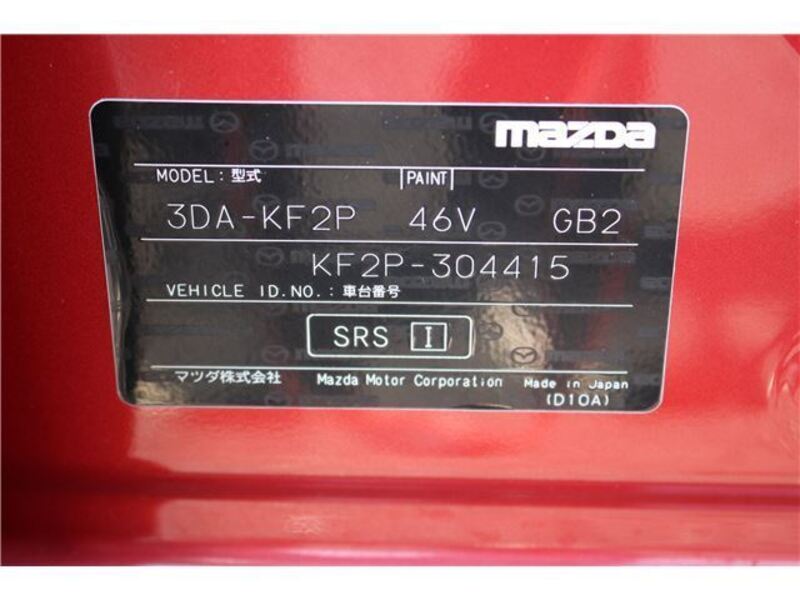 mazda
MODEL: 型式 PAINT
3DA-KF2P 46V GB2
KF2P-304415
VEHICLE ID.NO.: 車台番号
SRS I
マツダ株式会社 Mazda Motor Corporation Made in Japan
(D10A)